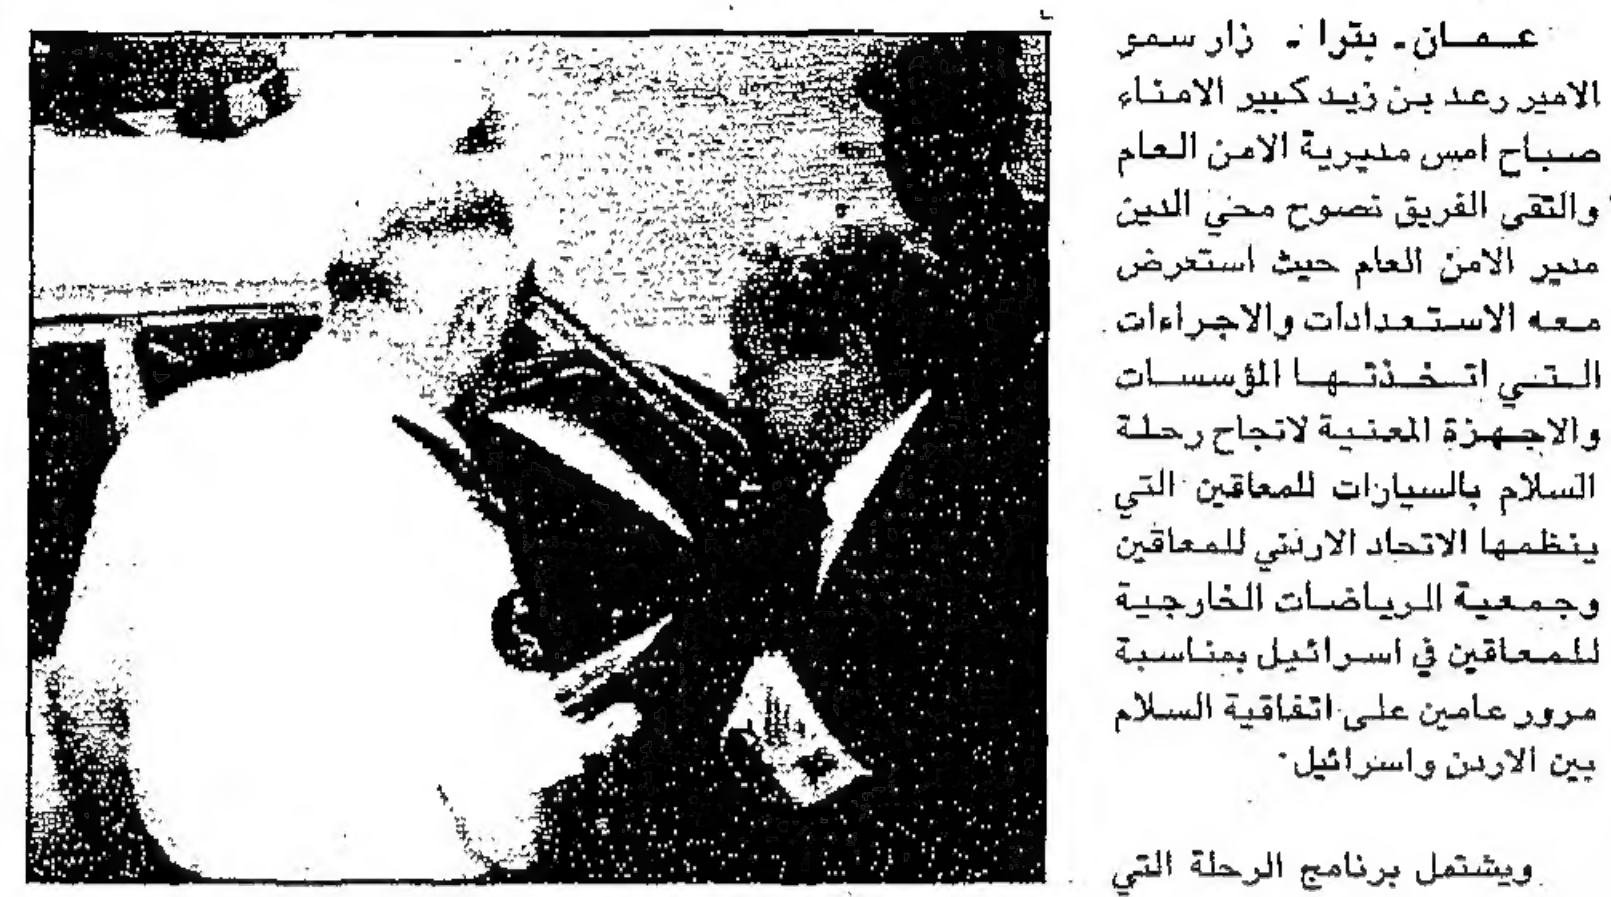 عمان ـ بترا ـ زار سمو
الامير رعد بن زيد كبير الامناء
صباح امس مديرية الامن العام
والتقى الفريق نصوح محي الدين
مدير الامن العام حيث استعرض
معه الاستعدادات والاجراءات
التي اتخذتها المؤسسات
والاجهزة المعنية لانجاح رحلة
السلام بالسيارات للمعاقين التي
ينظمها الاتحاد الاردني للمعاقين
وجمعية الرياضات الخارجية
للمعاقين في اسرائيل بمناسبة
مرور عامين على اتفاقية السلام
بين الاردن واسرائيل.
ويشتمل برنامج الرحلة التي